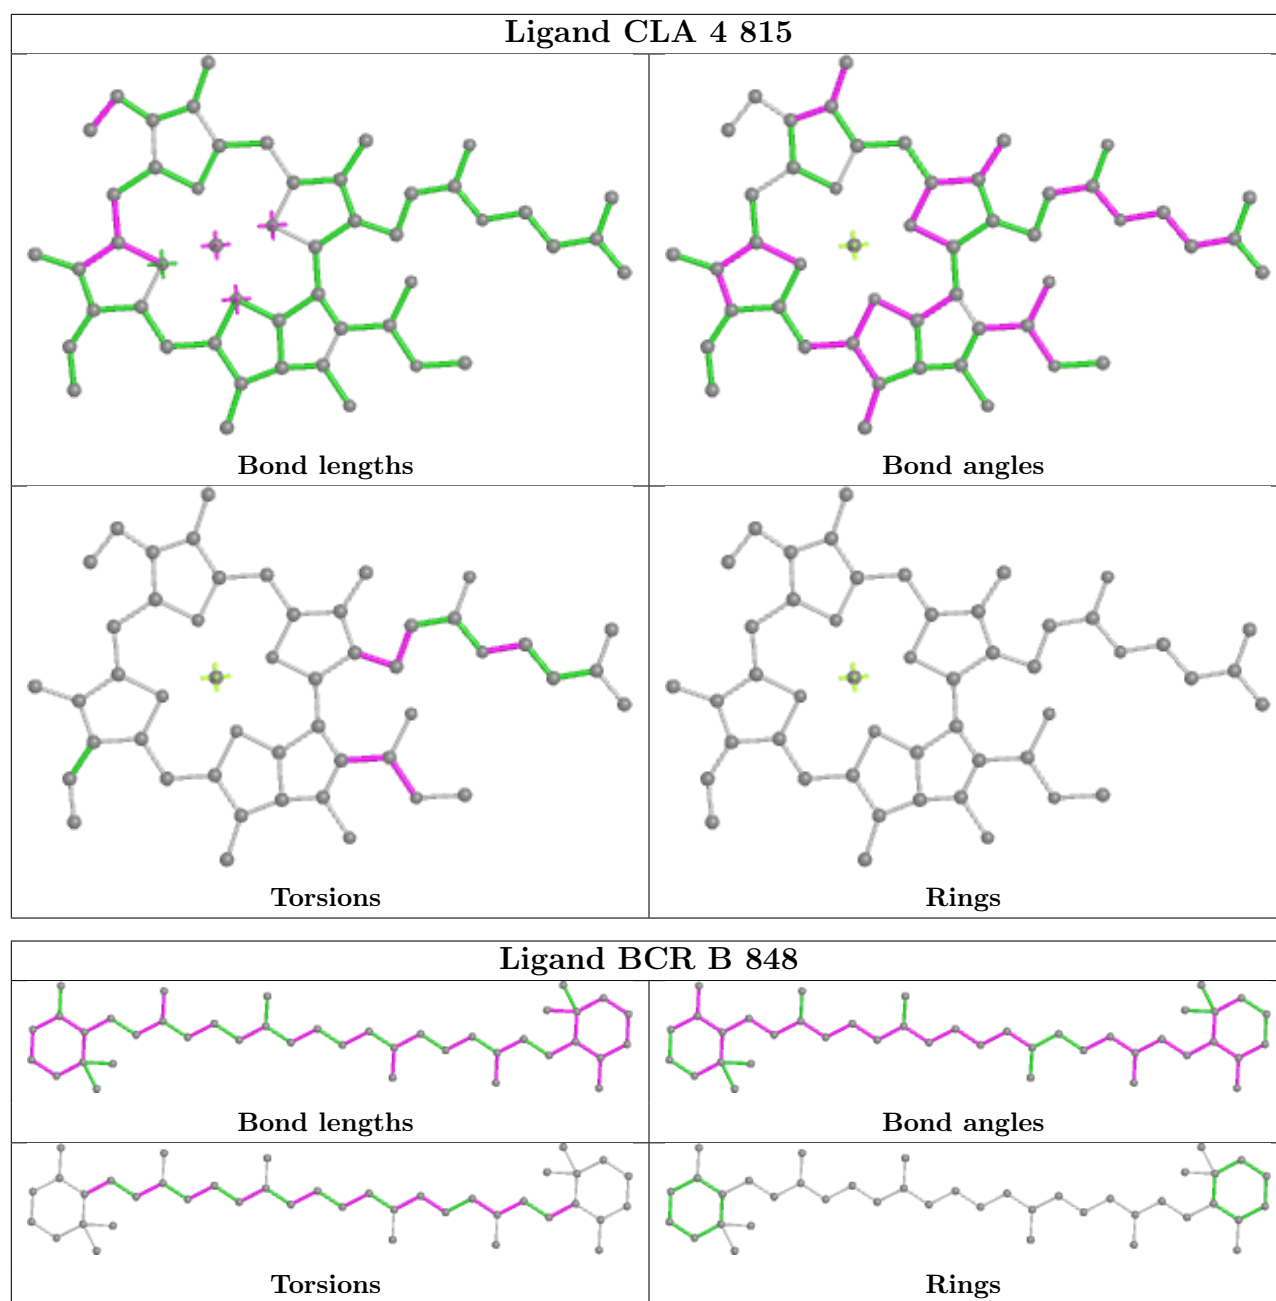 Ligand CLA 4 815
Bond lengths
Bond angles
Torsions
Rings
Ligand BCR B 848
Bond lengths
Bond angles
Torsions
Rings